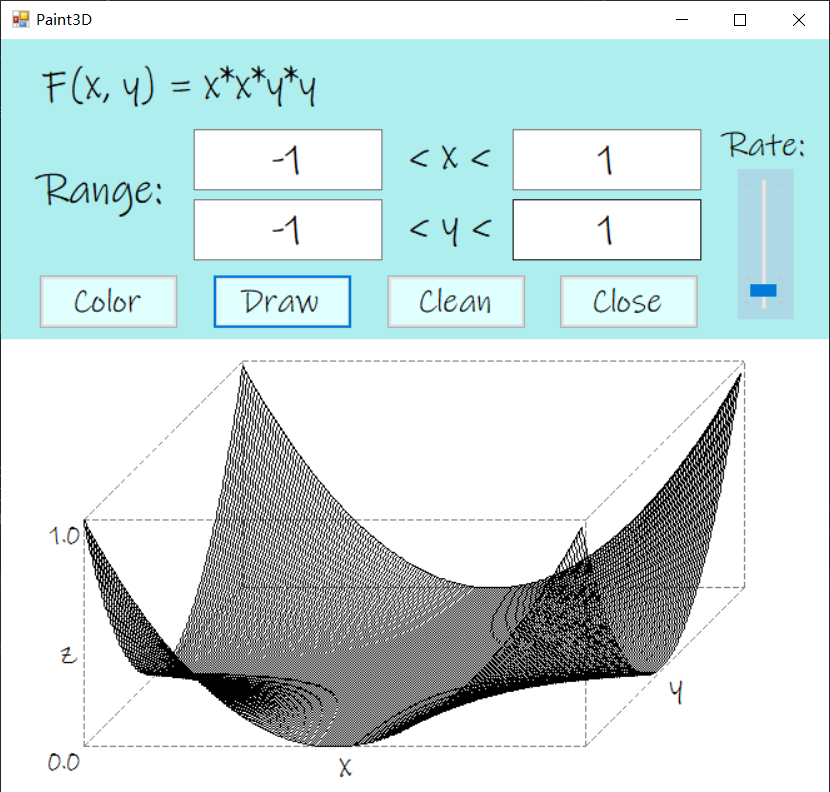 Paint3D
F(x, y) = x*x*y*y
Rate:
Range:
-1 < X < 1
-1 < y < 1
Color Draw Clean Close
1.0
z
y
0.0
X